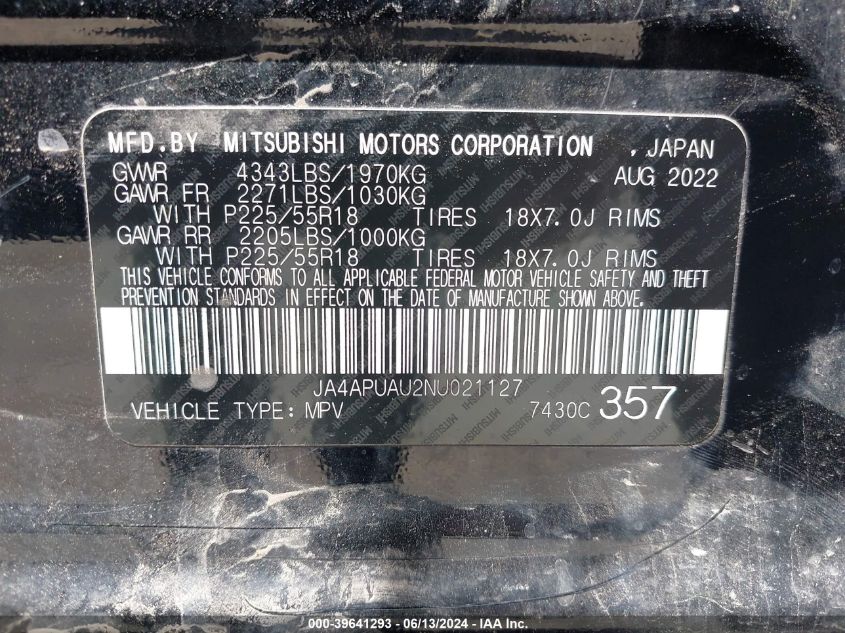 MFD.BY MITSUBISHI MOTORS CORPORATION . JAPAN
GVWR 4343LBS/1970KG AUG 2022
GAWR FR 2271LBS/1030KG
WITH P225/55R18 TIRES 18X7.0J RIMS
GAWR RR 2205LBS/1000KG
WITH P225/55R18 TIRES 18X7.0J RIMS
THIS VEHICLE CONFORMS TO ALL APPLICABLE FEDERAL MOTOR VEHICLE SAFETY AND THEFT
PREVENTION STANDARDS IN EFFECT ON THE DATE OF MANUFACTURE SHOWN ABOVE.
JA4APUAU2NU021127
VEHICLE TYPE: MPV 7430C 357
000-39641293 - 06/13/2024 - IAA Inc.